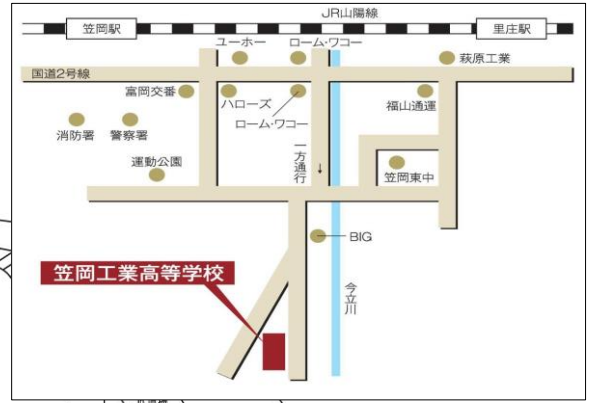 JR山陽線
笠岡駅
里庄駅
ユーホー
ローム・ワコー
萩原工業
国道2号線
富岡交番
ハローズ
ローム・ワコー
福山通運
消防署
警察署
一方通行
↓
運動公園
笠岡東中
BIG
笠岡工業高等学校
今立川